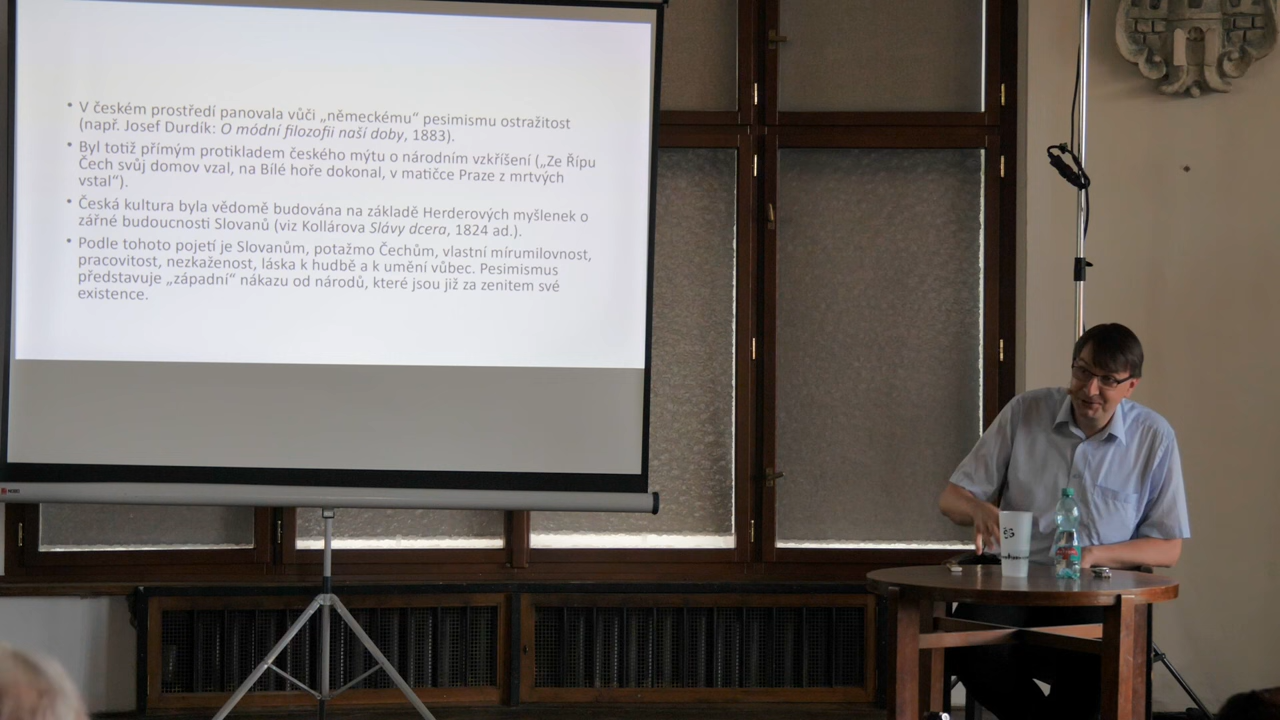 • V českém prostředí panovala vůči „německému“ pesimismu ostražitost
(např. Josef Durdík: O módní filozofii naší doby, 1883).
• Byl totiž přímým protikladem českého mýtu o národním vzkříšení („Ze Řípu
Čech svůj domov vzal, na Bílé hoře dokonal, v matičce Praze z mrtvých
vstal“).
• Česká kultura byla vědomě budována na základě Herderových myšlenek o
zářné budoucnosti Slovanů (viz Kollárova Slávy dcera, 1824 ad.).
• Podle tohoto pojetí je Slovanům, potažmo Čechům, vlastní mírumilovnost,
pracovitost, nezkaženost, láska k hudbě a k umění vůbec. Pesimismus
představuje „západní“ nákazu od národů, které jsou již za zenitem své
existence.